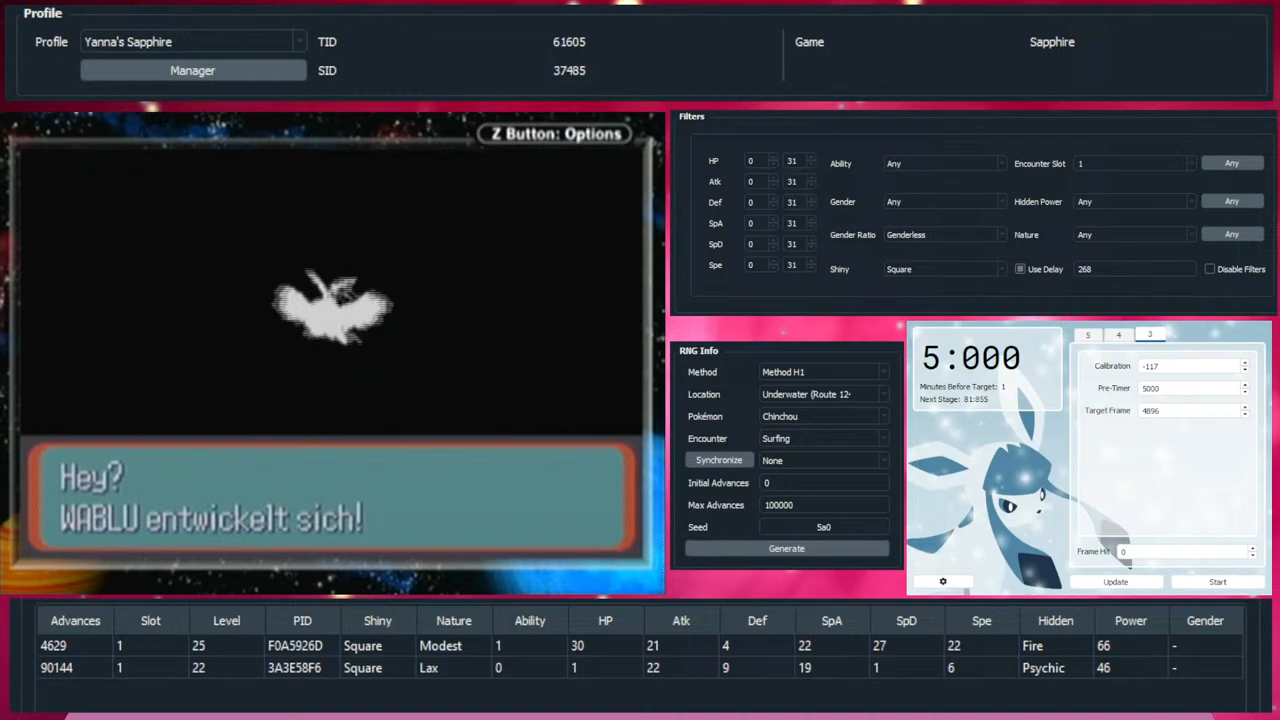 Profile
Profile Yanna's Sapphire TID 61605 Game Sapphire
Manager SID 37485
Z Button: Options
Hey?
WABLU entwickelt sich!
Filters
HP 0 31 Ability Any Encounter Slot 1 Any
Atk 0 31
Def 0 31 Gender Any Hidden Power Any Any
SpA 0 31
SpD 0 31 Gender Ratio Genderless Nature Any Any
Spe 0 31 Shiny Square Use Delay 268 Disable Filters
RNG Info
Method Method H1
Location Underwater (Route 12
Pokémon Chinchou
Encounter Surfing
Synchronize None
Initial Advances 0
Max Advances 100000
Seed 5a0
Generate
5:000
Minutes Before Target: 1
Next Stage: 81:855
5 4 3
Calibration -117
Pre-Timer 5000
Target Frame 4896
Frame Hit 0
Update Start
Advances Slot Level PID Shiny Nature Ability HP Atk Def SpA SpD Spe Hidden Power Gender
4629 1 25 F0A5926D Square Modest 1 30 21 4 22 27 22 Fire 66 -
90144 1 22 3A3E58F6 Square Lax 0 1 22 9 19 1 6 Psychic 46 -